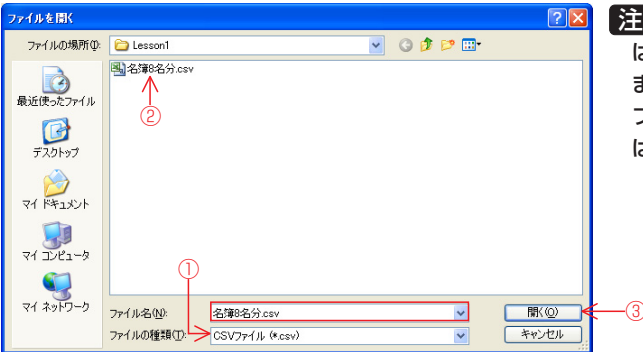 ファイルを開く
ファイルの場所(I):
Lesson1
名簿8名分.csv
②
最近使ったファイル
デスクトップ
マイ ドキュメント
マイ コンピュータ
マイ ネットワーク
①
ファイル名(N):
名簿8名分.csv
開く(O)
③
ファイルの種類(T):
CSVファイル (*.csv)
キャンセル
注
は
ま
フ
は